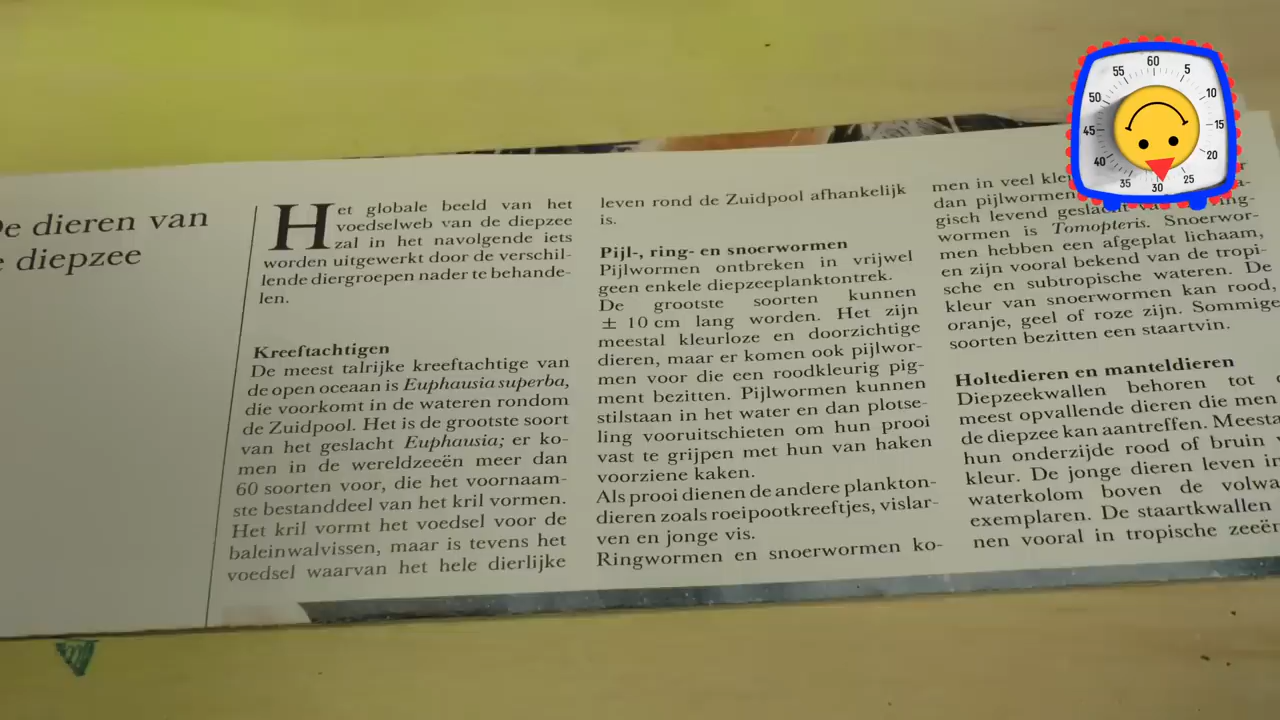 De dieren van
diepzee
Het globale beeld van het
voedselweb van de diepzee
zal in het navolgende iets
worden uitgewerkt door de verschil-
lende diergroepen nader te behande-
len.
Kreeftachtigen
De meest talrijke kreeftachtige van
de open oceaan is Euphausia superba,
die voorkomt in de wateren rondom
de Zuidpool. Het is de grootste soort
van het geslacht Euphausia; er ko-
men in de wereldzeeën meer dan
60 soorten voor, die het voornaam-
ste bestanddeel van het kril vormen.
Het kril vormt het voedsel voor de
baleinwalvissen, maar is tevens het
voedsel waarvan het hele dierlijke
leven rond de Zuidpool afhankelijk
is.
Pijl-, ring- en snoerwormen
Pijlwormen ontbreken in vrijwel
geen enkele diepzeeplanktontrek.
De grootste soorten kunnen
± 10 cm lang worden. Het zijn
meestal kleurloze en doorzichtige
dieren, maar er komen ook pijlwor-
men voor die een roodkleurig pig-
ment bezitten. Pijlwormen kunnen
stilstaan in het water en dan plotse-
ling vooruitschieten om hun prooi
vast te grijpen met hun van haken
voorziene kaken.
Als prooi dienen de andere plankton-
dieren zoals roeipootkreeftjes, vislar-
ven en jonge vis.
Ringwormen en snoerwormen ko-
men in veel
dan pijlwormen
gisch levend
wormen is Tomopteris. Snoerwor-
men hebben een afgeplat lichaam,
en zijn vooral bekend van de tropi-
sche en subtropische wateren. De
kleur van snoerwormen kan rood,
oranje, geel of roze zijn. Sommige
soorten bezitten een staartvin.
Holtedieren en manteldieren
Diepzeekwallen behoren tot
meest opvallende dieren die men
de diepzee kan aantreffen. Meesta
hun onderzijde rood of bruin
kleur. De jonge dieren leven in
waterkolom boven de volwa
exemplaren. De staartkwallen
nen vooral in tropische zeeën
60
5
10
15
20
25
30
35
40
45
50
55